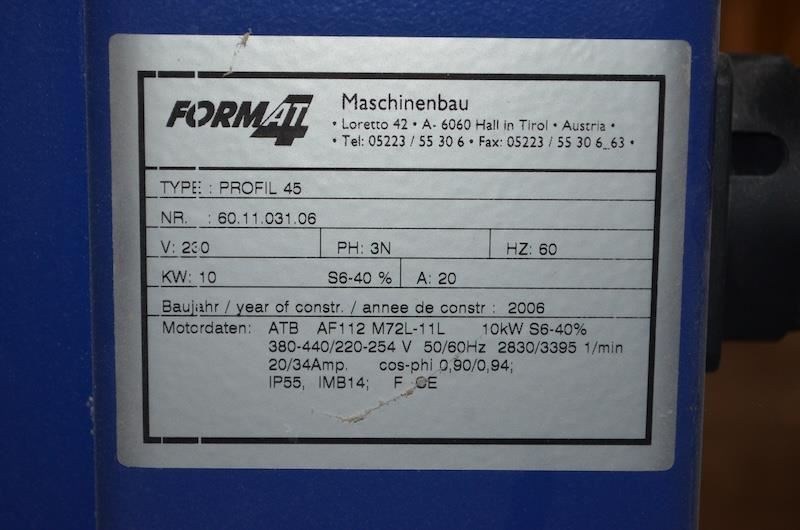 FORMAT 4
Maschinenbau
• Loretto 42 • A- 6060 Hall in Tirol • Austria •
• Tel: 05223 / 55 30 6 • Fax: 05223 / 55 30 6_63 •
TYPE : PROFIL 45
NR. : 60.11.031.06
V: 230 PH: 3N HZ: 60
KW: 10 S6-40 % A: 20
Baujahr / year of constr. / annee de constr : 2006
Motordaten: ATB AF112 M72L-11L 10kW S6-40%
380-440/220-254 V 50/60Hz 2830/3395 1/min
20/34Amp. cos-phi 0,90/0,94;
IP55, IMB14; F CE